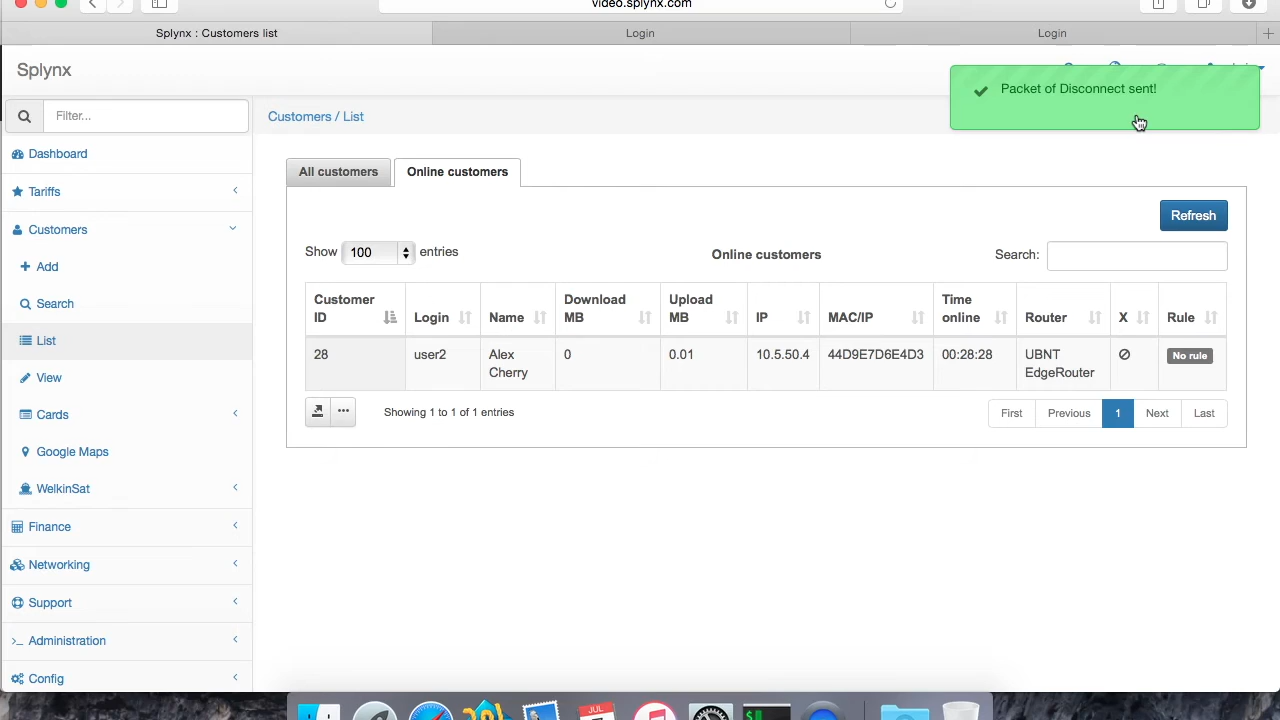 video.splynx.com
Splynx : Customers list
Login
Login
Splynx
Packet of Disconnect sent!
Filter...
Customers / List
Dashboard
Tariffs
Customers
Add
Search
List
View
Cards
Google Maps
WelkinSat
Finance
Networking
Support
Administration
Config
All customers
Online customers
Refresh
Show 100 entries
Online customers
Search:
Customer ID
Login
Name
Download MB
Upload MB
IP
MAC/IP
Time online
Router
X
Rule
28
user2
Alex Cherry
0
0.01
10.5.50.4
44D9E7D6E4D3
00:28:28
UBNT EdgeRouter
No rule
Showing 1 to 1 of 1 entries
First
Previous
1
Next
Last
JUL